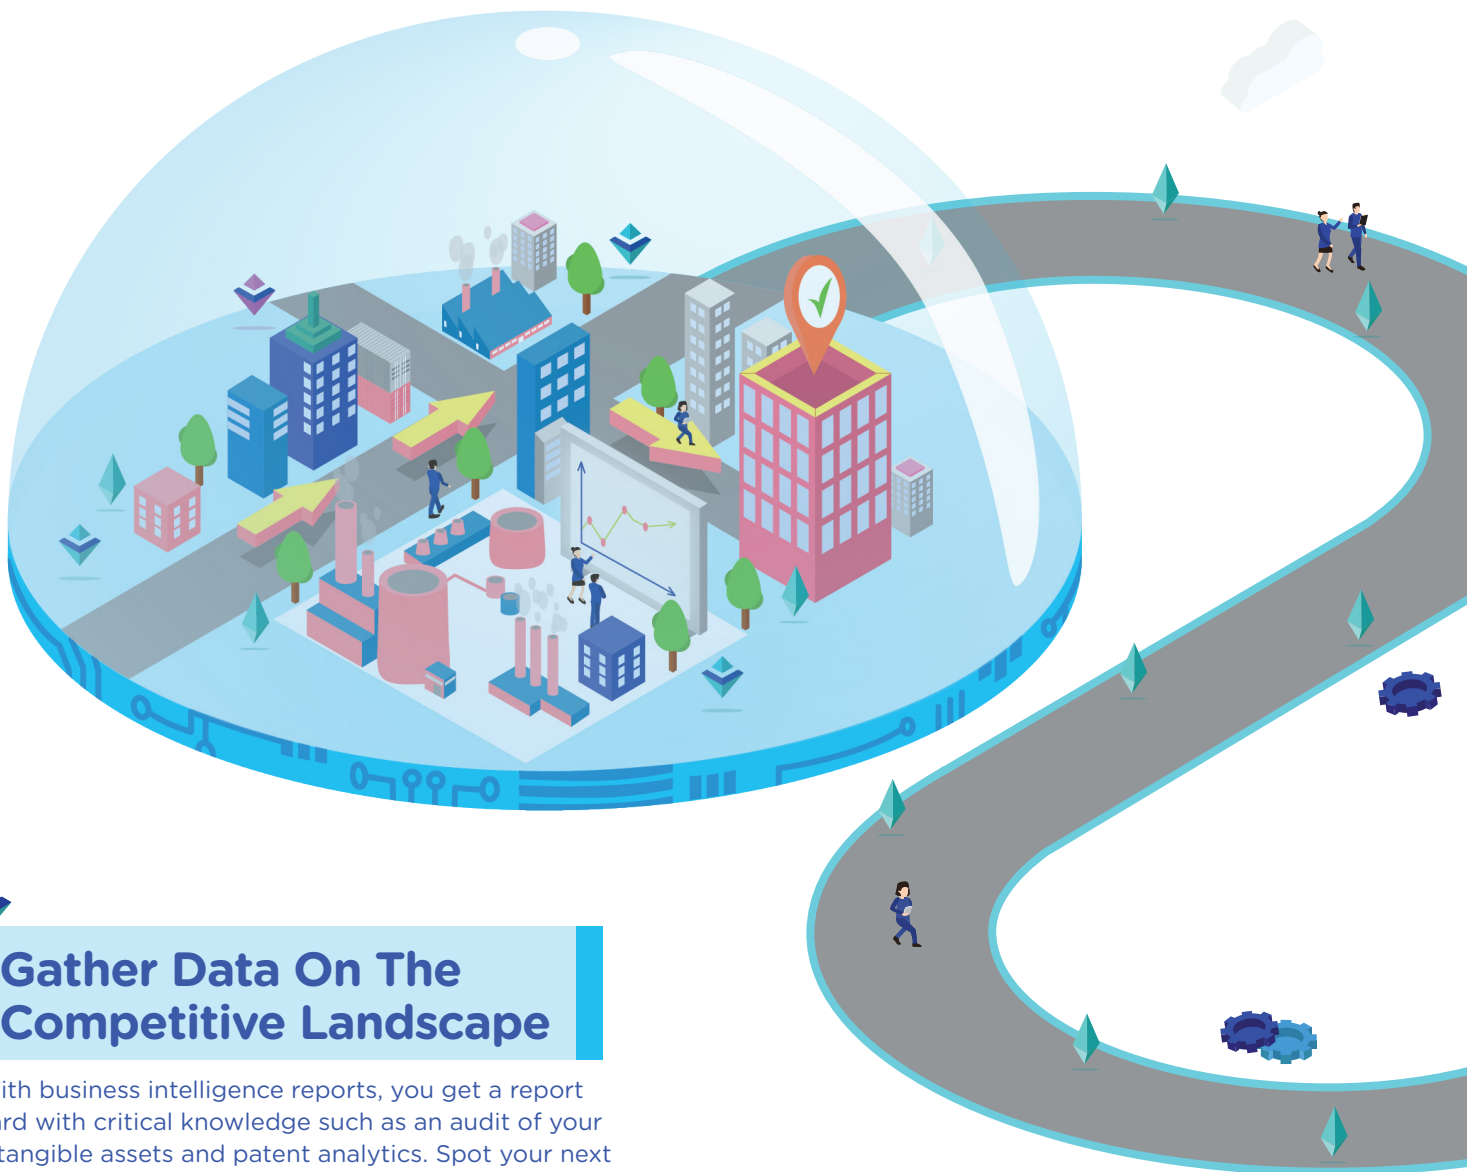 Gather Data On The
Competitive Landscape
ith business intelligence reports, you get a report
ard with critical knowledge such as an audit of your
tangible assets and patent analytics. Spot your next